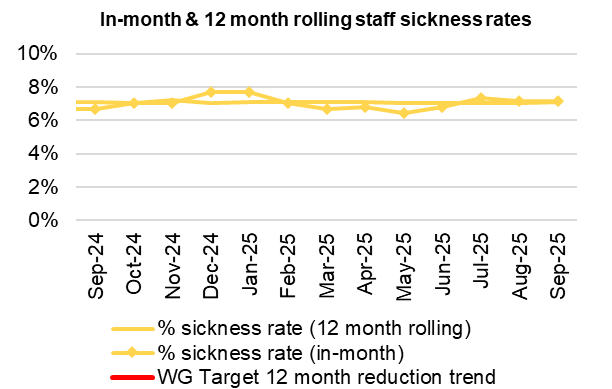 In-month & 12 month rolling staff sickness rates
10%
8%
6%
4%
2%
0%
Sep-24
Oct-24
Nov-24
Dec-24
Jan-25
Feb-25
Mar-25
Apr-25
May-25
Jun-25
Jul-25
Aug-25
Sep-25
% sickness rate (12 month rolling)
% sickness rate (in-month)
WG Target 12 month reduction trend